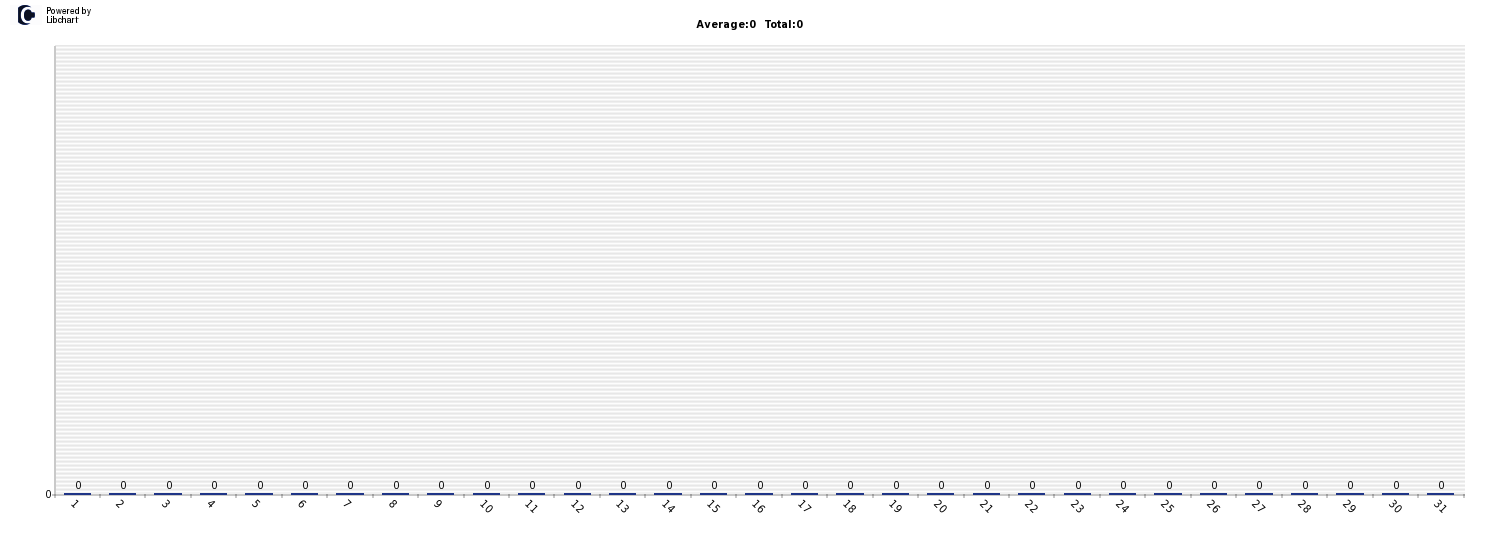 Powered by
Libchart
Average:0 Total:0
0 0 0 0 0 0 0 0 0 0 0 0 0 0 0 0 0 0 0 0 0 0 0 0 0 0 0 0 0 0 0
0
1 2 3 4 5 6 7 8 9 10 11 12 13 14 15 16 17 18 19 20 21 22 23 24 25 26 27 28 29 30 31